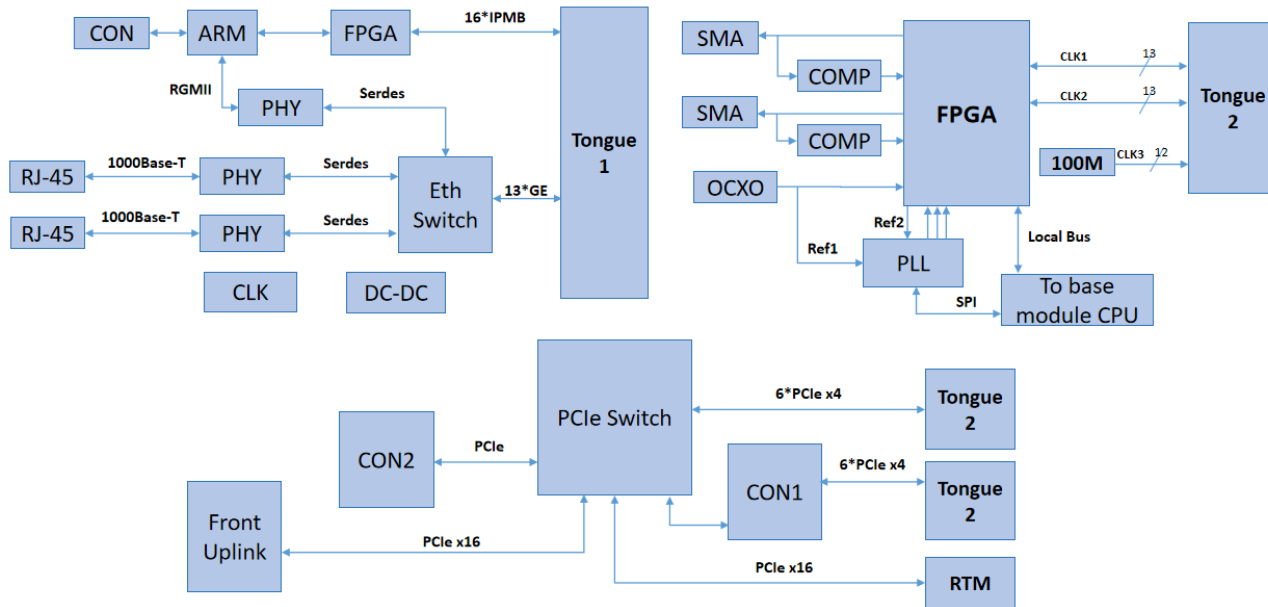 CON
ARM
FPGA
16*IPMB
RGMII
PHY
Serdes
Tongue
1
RJ-45
1000Base-T
PHY
Serdes
Eth
Switch
13*GE
RJ-45
1000Base-T
PHY
Serdes
CLK
DC-DC
SMA
COMP
SMA
COMP
OCXO
FPGA
CLK1
13
CLK2
13
Tongue
2
100M
CLK3
12
Ref1
Ref2
PLL
Local Bus
SPI
To base
module CPU
PCIe Switch
6*PCIe x4
Tongue
2
CON2
PCIe
CON1
6*PCIe x4
Tongue
2
Front
Uplink
PCIe x16
PCIe x16
RTM